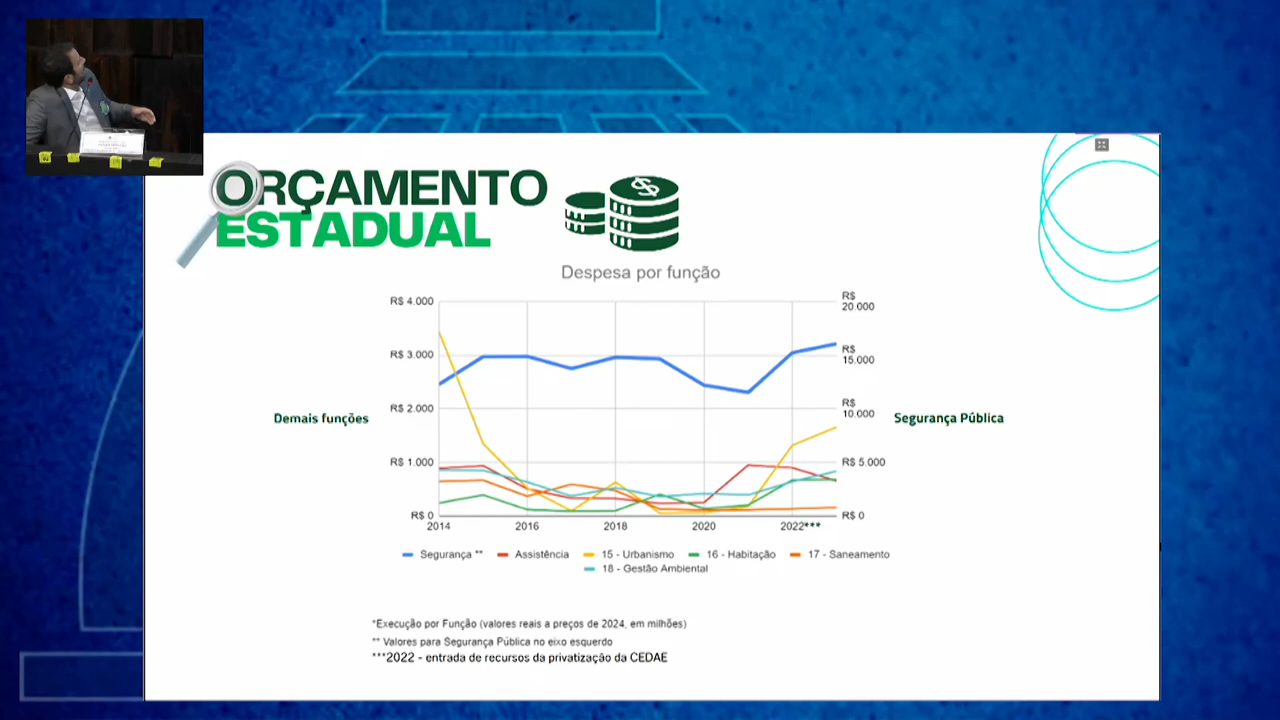 ORÇAMENTO
ESTADUAL
Despesa por função
R$ 4.000
R$ 3.000
R$ 2.000
R$ 1.000
R$ 0
Demais funções
R$
20.000
R$
15.000
R$
10.000
R$ 5.000
R$ 0
Segurança Pública
2014
2016
2018
2020
2022***
Segurança **
Assistência
15 - Urbanismo
16 - Habitação
17 - Saneamento
18 - Gestão Ambiental
*Execução por Função (valores reais a preços de 2024, em milhões)
** Valores para Segurança Pública no eixo esquerdo
***2022 - entrada de recursos da privatização da CEDAE